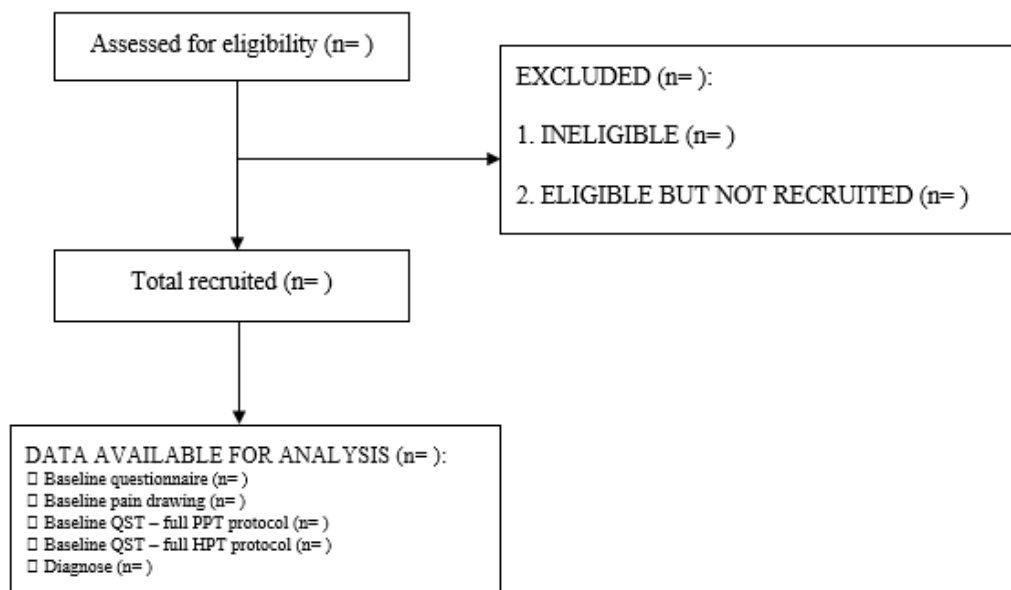 Assessed for eligibility (n= )
EXCLUDED (n= ):
1. INELIGIBLE (n= )
2. ELIGIBLE BUT NOT RECRUITED (n= )
Total recruited (n= )
DATA AVAILABLE FOR ANALYSIS (n= ):
□ Baseline questionnaire (n= )
□ Baseline pain drawing (n= )
□ Baseline QST – full PPT protocol (n= )
□ Baseline QST – full HPT protocol (n= )
□ Diagnose (n= )